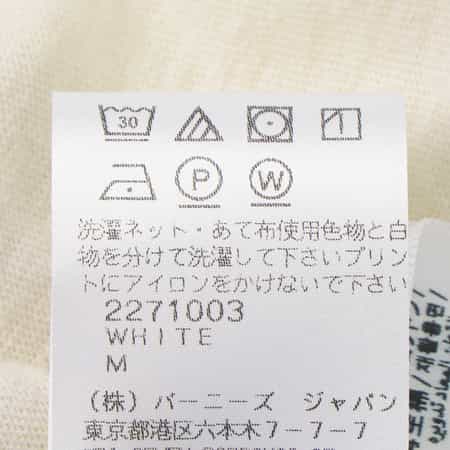 30
P W
洗濯ネット・あて布使用色物と白
物を分けて洗濯して下さいプリン
トにアイロンをかけないで下さい
2271003
WHITE
M
(株) バーニーズ ジャパン
東京都港区六本木7-7-7